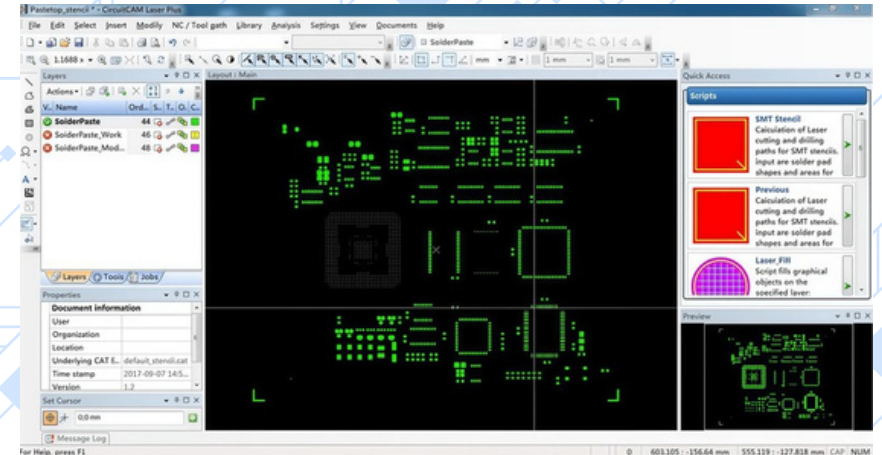 Pastetop_stencil * - CircuitCAM Laser Plus
File Edit Select Insert Modify NC / Tool path Library Analysis Settings View Documents Help
SolderPaste
1.1688 x mm 1 mm 1 mm
Layers
Layout : Main
Quick Access
Actions
Scripts
V.. Name Ord... S.. T.. O. C..
SolderPaste 44
SolderPaste_Work 46
SolderPaste_Mod... 48
SMT Stencil
Calculation of Laser
cutting and drilling
paths for SMT stencils.
input are solder pad
shapes and areas for
Previous
Calculation of Laser
cutting and drilling
paths for SMT stencils.
input are solder pad
shapes and areas for
Laser_Fill
Script fills graphical
objects on the
specified layer:
Layers Tools Jobs
Properties
Document information
User
Organization
Location
Underlying CAT E.. default_stencil.cat
Time stamp 2017-09-07 14:5...
Version 1.2
Preview
Set Cursor
0,0 mm
Message Log
For Help, press F1
0 603.105 : -156.64 mm 555.119 : -127.818 mm CAP NUM